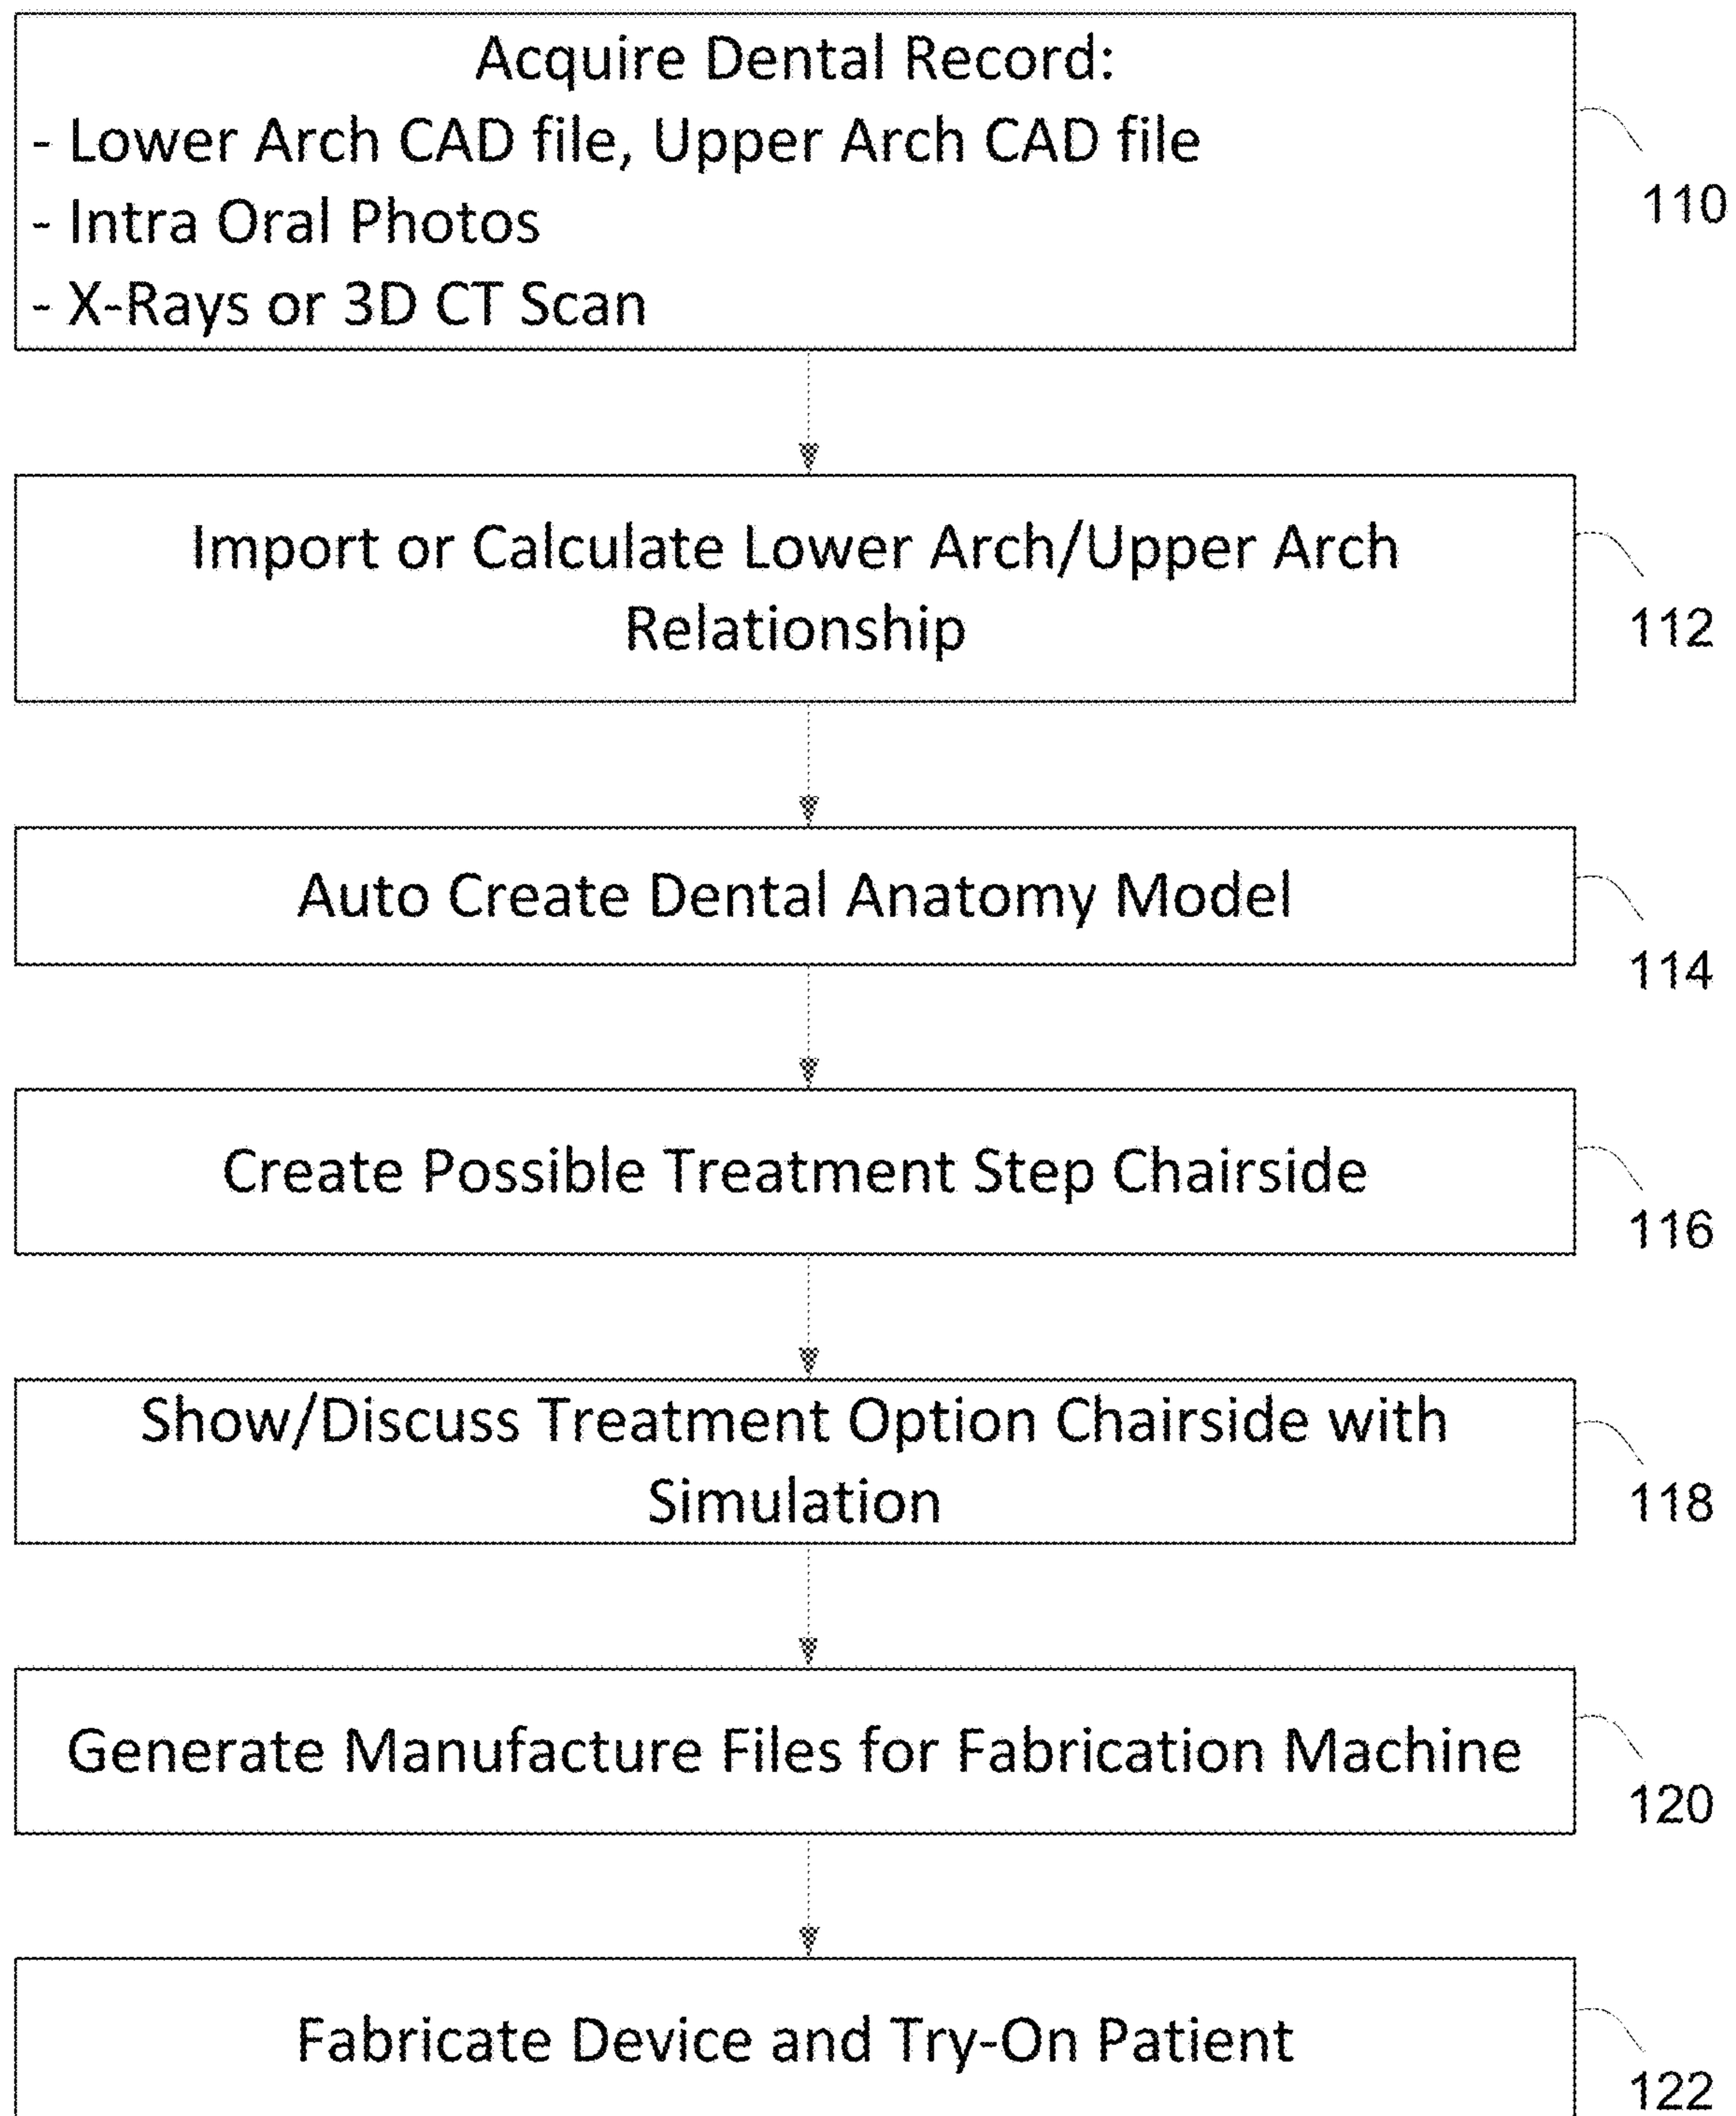 Acquire Dental Record:
- Lower Arch CAD file, Upper Arch CAD file
- Intra Oral Photos
- X-Rays or 3D CT Scan
110
Import or Calculate Lower Arch/Upper Arch
Relationship
112
Auto Create Dental Anatomy Model
114
Create Possible Treatment Step Chairside
116
Show/Discuss Treatment Option Chairside with
Simulation
118
Generate Manufacture Files for Fabrication Machine
120
Fabricate Device and Try-On Patient
122